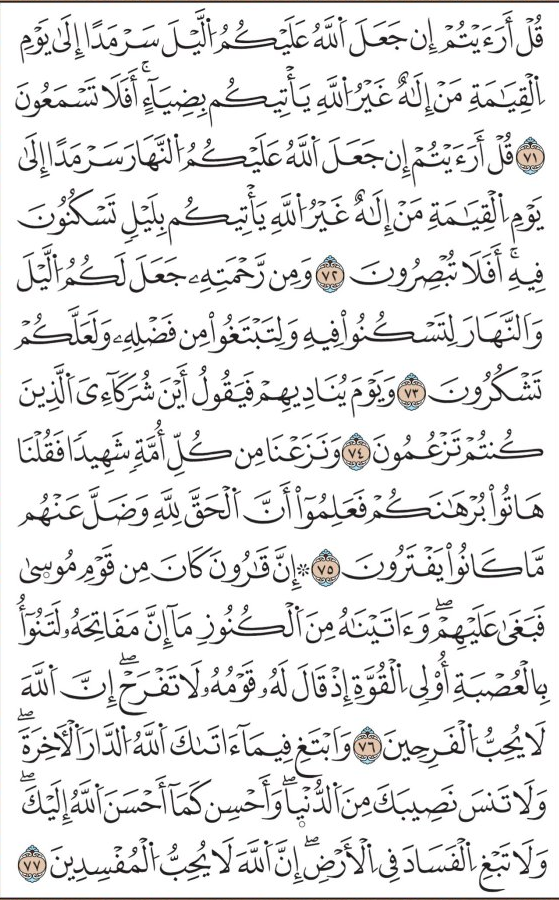 قُلۡ أَرَءَيۡتُمۡ إِن جَعَلَ ٱللَّهُ عَلَيۡكُمُ ٱلَّيۡلَ سَرۡمَدًا إِلَىٰ يَوۡمِ
ٱلۡقِيَٰمَةِ مَنۡ إِلَٰهٌ غَيۡرُ ٱللَّهِ يَأۡتِيكُم بِضِيَآءٍۚ أَفَلَا تَسۡمَعُونَ
٧١ قُلۡ أَرَءَيۡتُمۡ إِن جَعَلَ ٱللَّهُ عَلَيۡكُمُ ٱلنَّهَارَ سَرۡمَدًا إِلَىٰ
يَوۡمِ ٱلۡقِيَٰمَةِ مَنۡ إِلَٰهٌ غَيۡرُ ٱللَّهِ يَأۡتِيكُم بِلَيۡلٖ تَسۡكُنُونَ
فِيهِۚ أَفَلَا تُبۡصِرُونَ ٧٢ وَمِن رَّحۡمَتِهِۦ جَعَلَ لَكُمُ ٱلَّيۡلَ
وَٱلنَّهَارَ لِتَسۡكُنُواْ فِيهِ وَلِتَبۡتَغُواْ مِن فَضۡلِهِۦ وَلَعَلَّكُمۡ
تَشۡكُرُونَ ٧٣ وَيَوۡمَ يُنَادِيهِمۡ فَيَقُولُ أَيۡنَ شُرَكَآءِيَ ٱلَّذِينَ
كُنتُمۡ تَزۡعُمُونَ ٧٤ وَنَزَعۡنَا مِن كُلِّ أُمَّةٖ شَهِيدٗا فَقُلۡنَا
هَاتُواْ بُرۡهَٰنَكُمۡ فَعَلِمُوٓاْ أَنَّ ٱلۡحَقَّ لِلَّهِ وَضَلَّ عَنۡهُم
مَّا كَانُواْ يَفۡتَرُونَ ٧٥ ۞ إِنَّ قَٰرُونَ كَانَ مِن قَوۡمِ مُوسَىٰ
فَبَغَىٰ عَلَيۡهِمۡۖ وَءَاتَيۡنَٰهُ مِنَ ٱلۡكُنُوزِ مَآ إِنَّ مَفَاتِحَهُۥ لَتَنُوٓأُ
بِٱلۡعُصۡبَةِ أُوْلِي ٱلۡقُوَّةِ إِذۡ قَالَ لَهُۥ قَوۡمُهُۥ لَا تَفۡرَحۡۖ إِنَّ ٱللَّهَ
لَا يُحِبُّ ٱلۡفَرِحِينَ ٧٦ وَٱبۡتَغِ فِيمَآ ءَاتَىٰكَ ٱللَّهُ ٱلدَّارَ ٱلۡأٓخِرَةَۖ
وَلَا تَنسَ نَصِيبَكَ مِنَ ٱلدُّنۡيَاۖ وَأَحۡسِن كَمَآ أَحۡسَنَ ٱللَّهُ إِلَيۡكَۖ
وَلَا تَبۡغِ ٱلۡفَسَادَ فِي ٱلۡأَرۡضِۖ إِنَّ ٱللَّهَ لَا يُحِبُّ ٱلۡمُفۡسِدِينَ ٧٧